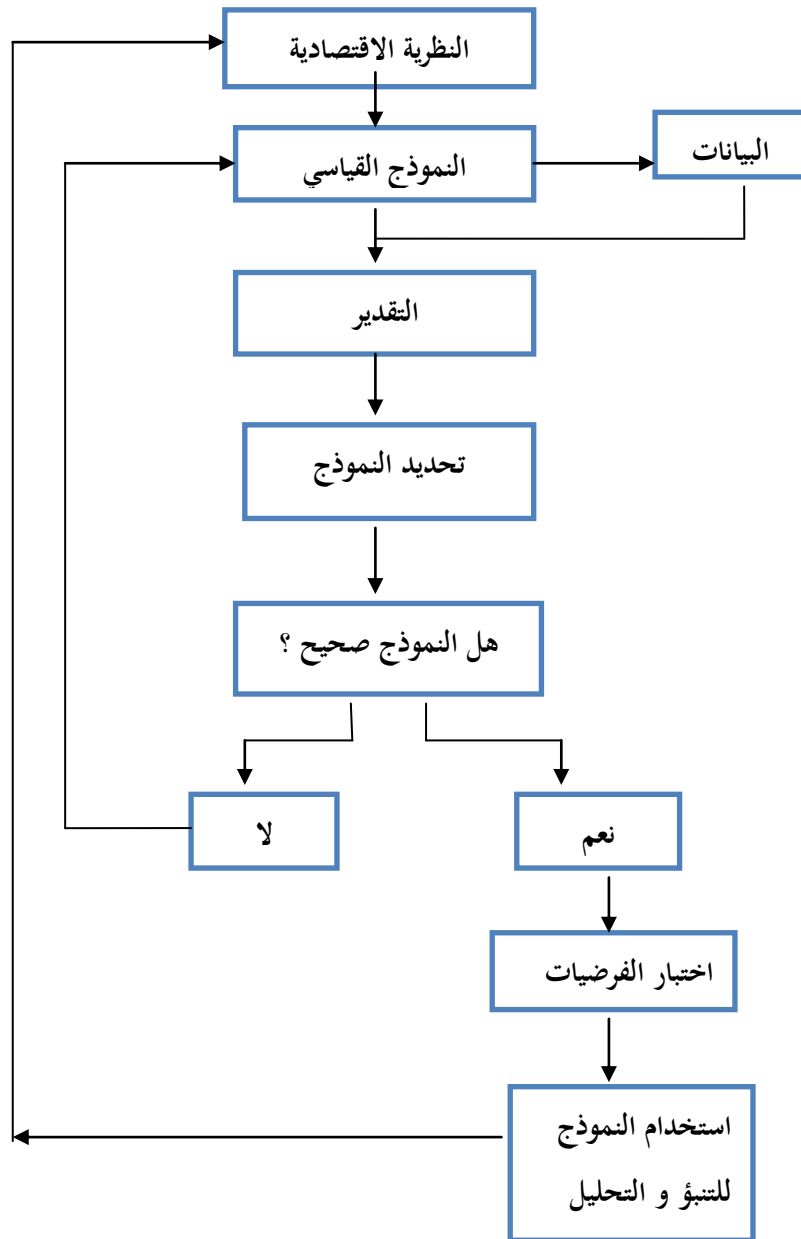 النظرية الاقتصادية
النموذج القياسي
البيانات
التقدير
تحديد النموذج
هل النموذج صحيح ؟
نعم
لا
اختبار الفرضيات
استخدام النموذج
للتنبؤ و التحليل